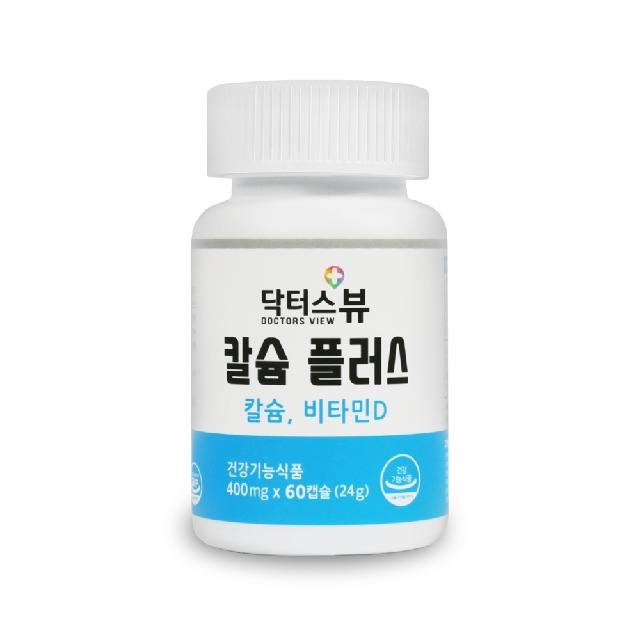 닥터스뷰
DOCTORS VIEW
칼슘 플러스
칼슘, 비타민D
건강기능식품
400mg x 60캡슐 (24g)
건강
기능식품